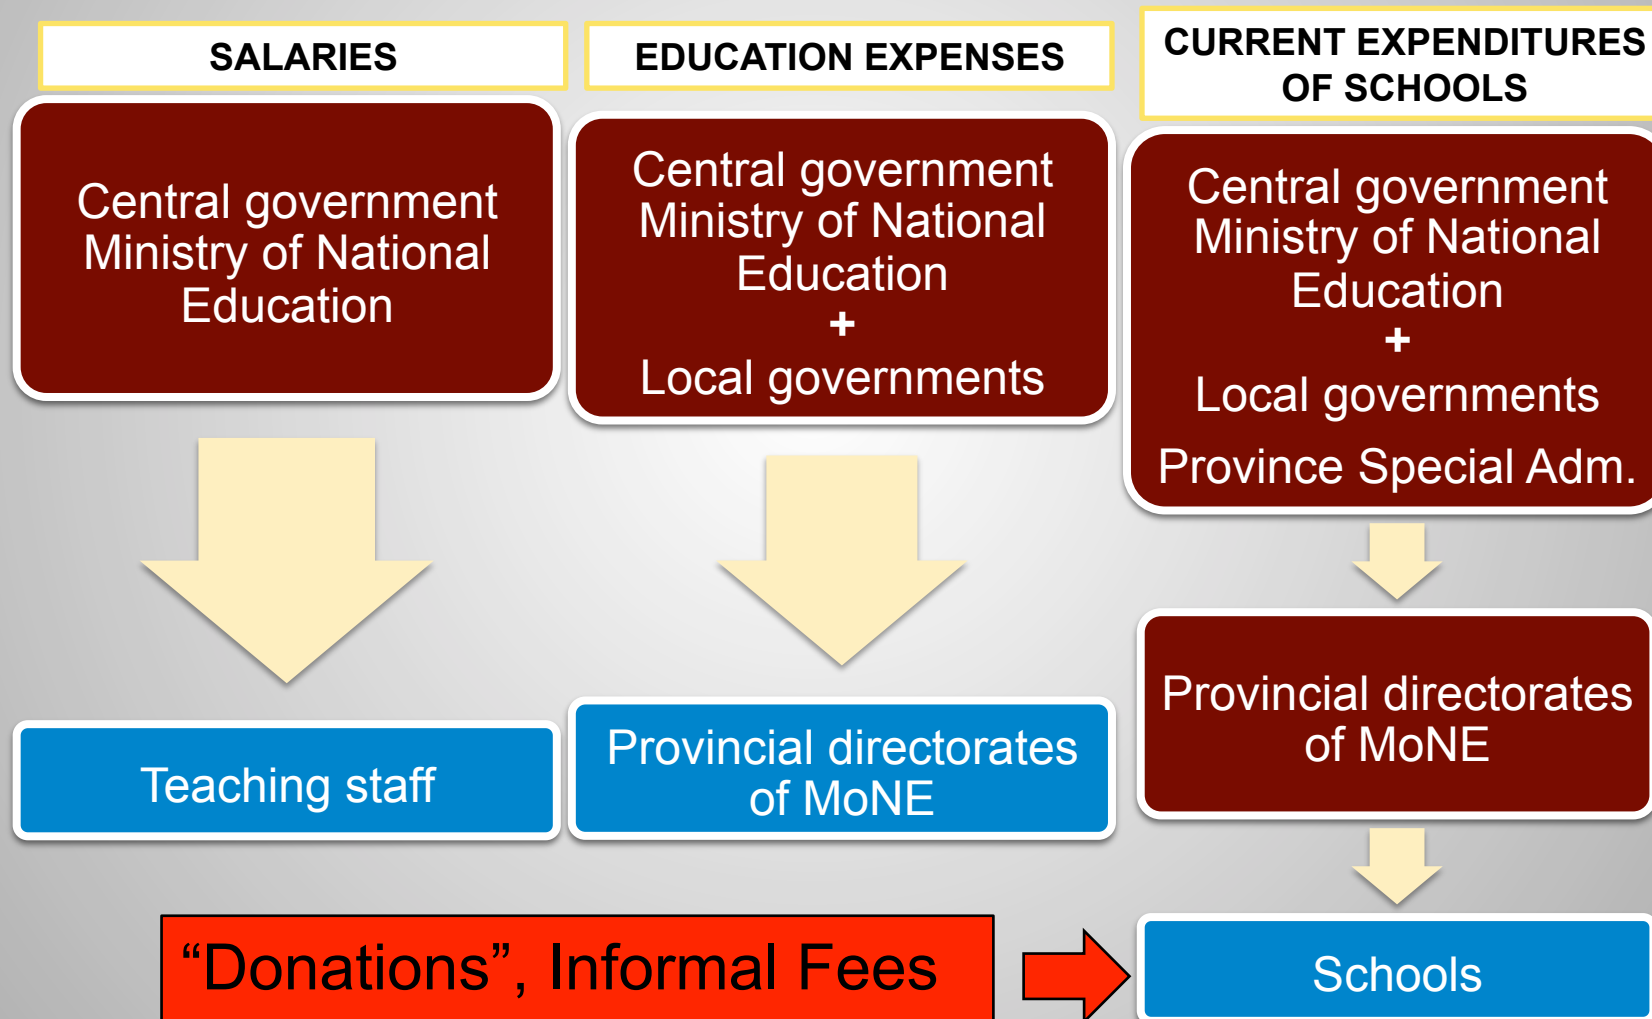 SALARIES
Central government
Ministry of National
Education
Teaching staff
EDUCATION EXPENSES
Central government
Ministry of National
Education
+
Local governments
Provincial directorates
of MoNE
CURRENT EXPENDITURES
OF SCHOOLS
Central government
Ministry of National
Education
+
Local governments
Province Special Adm.
Provincial directorates
of MoNE
“Donations”, Informal Fees
Schools